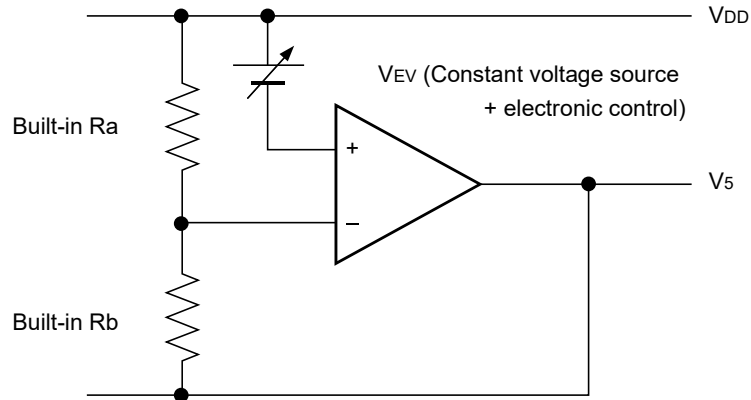 VDD
VEV (Constant voltage source
+ electronic control)
Built-in Ra
+
V5
−
Built-in Rb